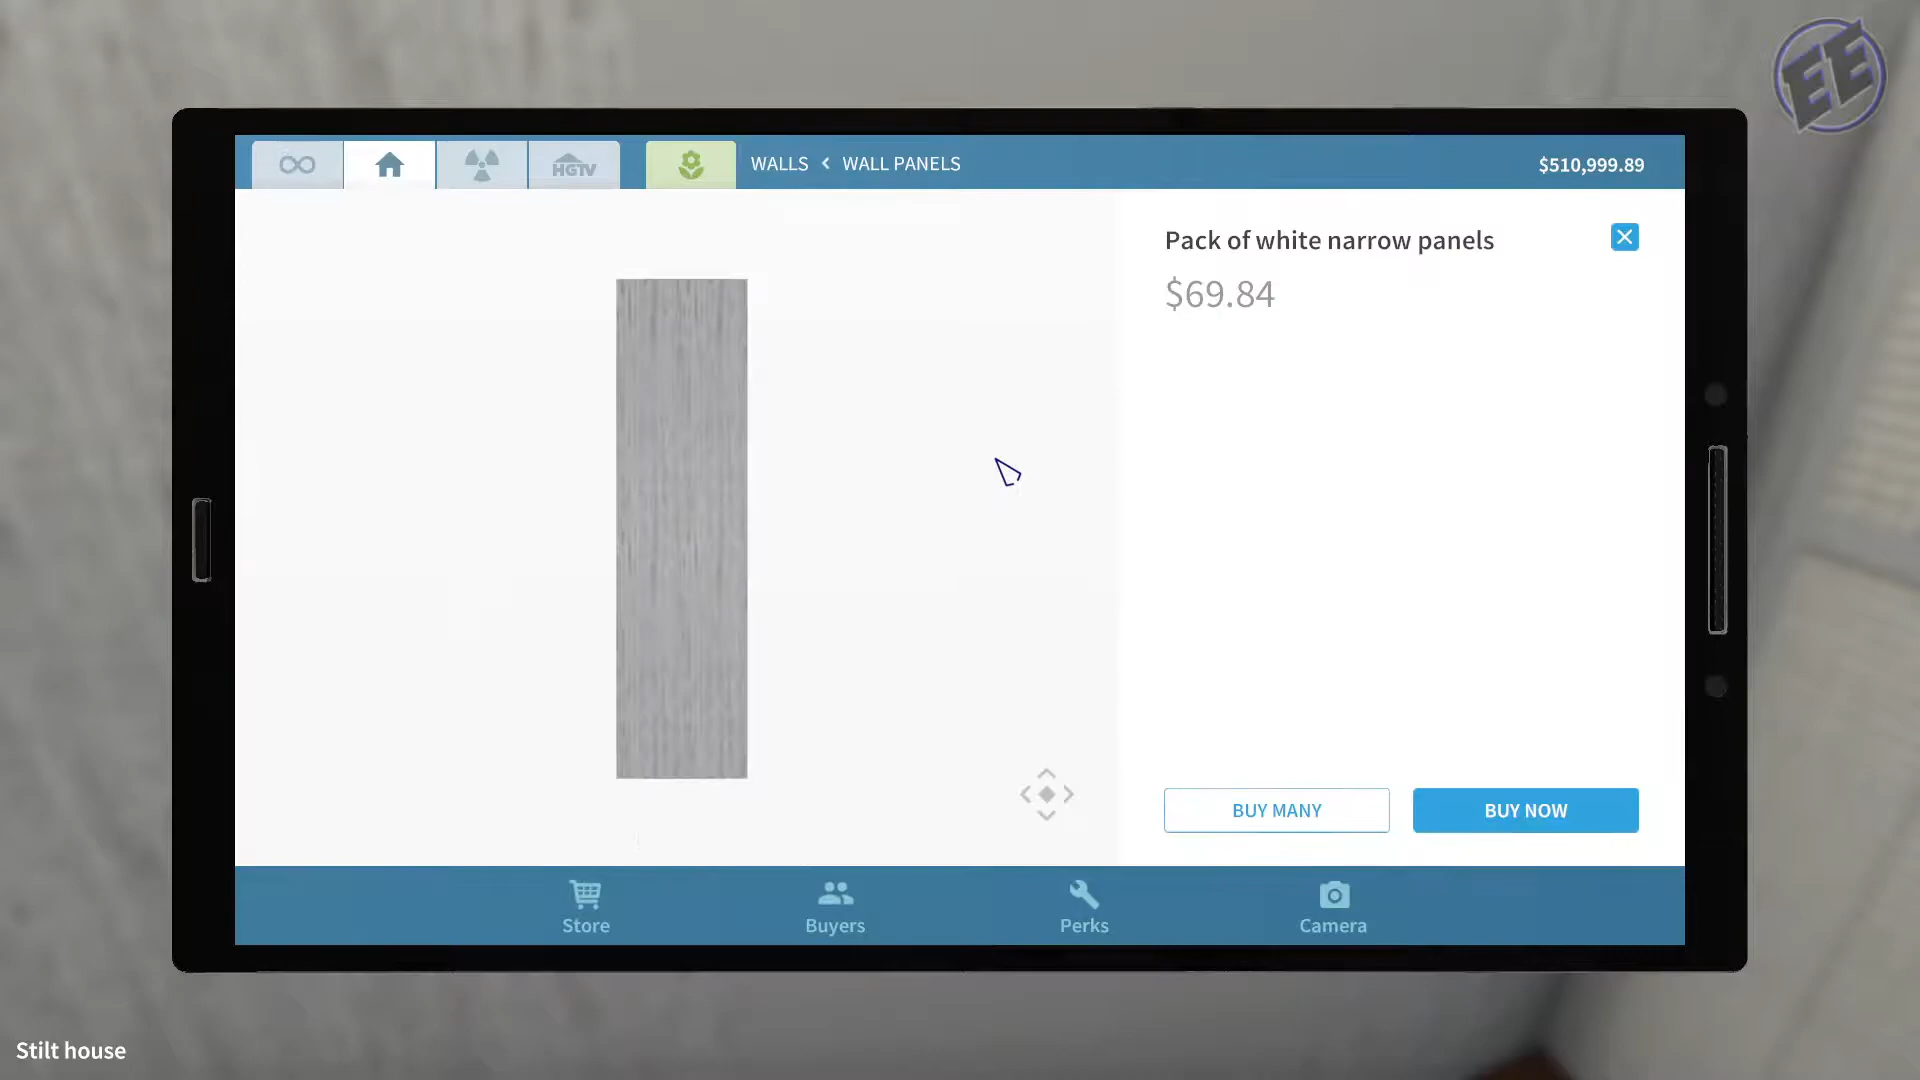 EE
HGTV
WALLS < WALL PANELS
$510,999.89
Pack of white narrow panels
$69.84
BUY MANY
BUY NOW
Store
Buyers
Perks
Camera
Stilt house